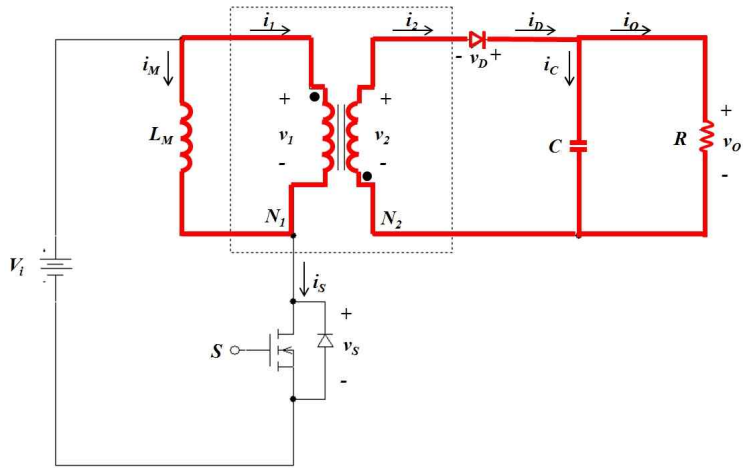 i1 i2 iD iO
- vD +
iM iC
+ + +
LM v1 v2 C R vO
- - -
N1 N2
Vi
iS
+
S vS
-